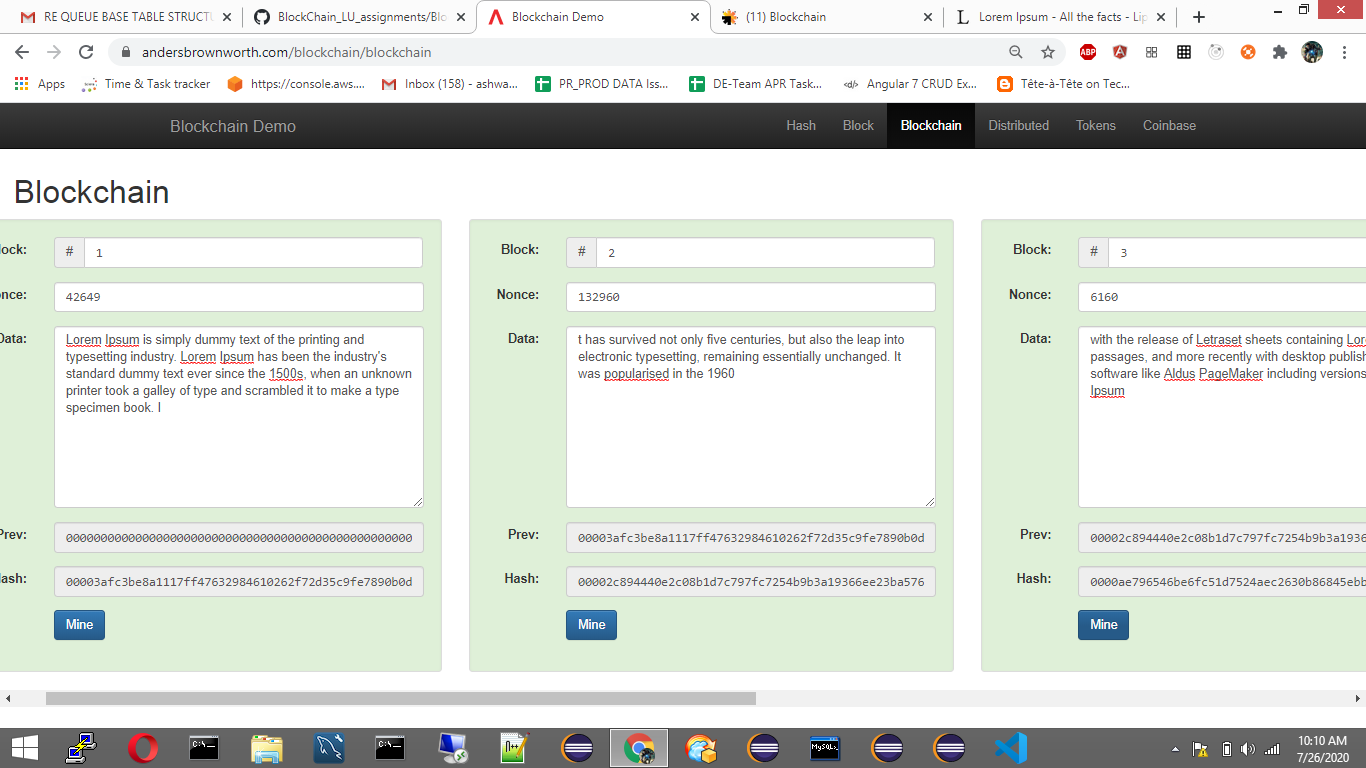 RE QUEUE BASE TABLE STRUCTU
BlockChain_LU_assignments/Blo
Blockchain Demo
(11) Blockchain
Lorem Ipsum - All the facts - Lip
andersbrownworth.com/blockchain/blockchain
ABP
Apps
Time & Task tracker
https://console.aws....
Inbox (158) - ashwa...
PR_PROD DATA Iss...
DE-Team APR Task...
Angular 7 CRUD Ex...
Tête-à-Tête on Tec...
Blockchain Demo
Hash
Block
Blockchain
Distributed
Tokens
Coinbase
Blockchain
lock:
# 1
once:
42649
Data:
Lorem Ipsum is simply dummy text of the printing and
typesetting industry. Lorem Ipsum has been the industry's
standard dummy text ever since the 1500s, when an unknown
printer took a galley of type and scrambled it to make a type
specimen book. I
Prev:
00000000000000000000000000000000000000000000000000
Hash:
00003afc3be8a1117ff47632984610262f72d35c9fe7890b0d
Mine
Block:
# 2
Nonce:
132960
Data:
t has survived not only five centuries, but also the leap into
electronic typesetting, remaining essentially unchanged. It
was popularised in the 1960
Prev:
00003afc3be8a1117ff47632984610262f72d35c9fe7890b0d
Hash:
00002c894440e2c08b1d7c797fc7254b9b3a19366ee23ba576
Mine
Block:
# 3
Nonce:
6160
Data:
with the release of Letraset sheets containing Lore
passages, and more recently with desktop publish
software like Aldus PageMaker including versions
Ipsum
Prev:
00002c894440e2c08b1d7c797fc7254b9b3a1936
Hash:
0000ae796546be6fc51d7524aec2630b86845ebb
Mine
10:10 AM
7/26/2020